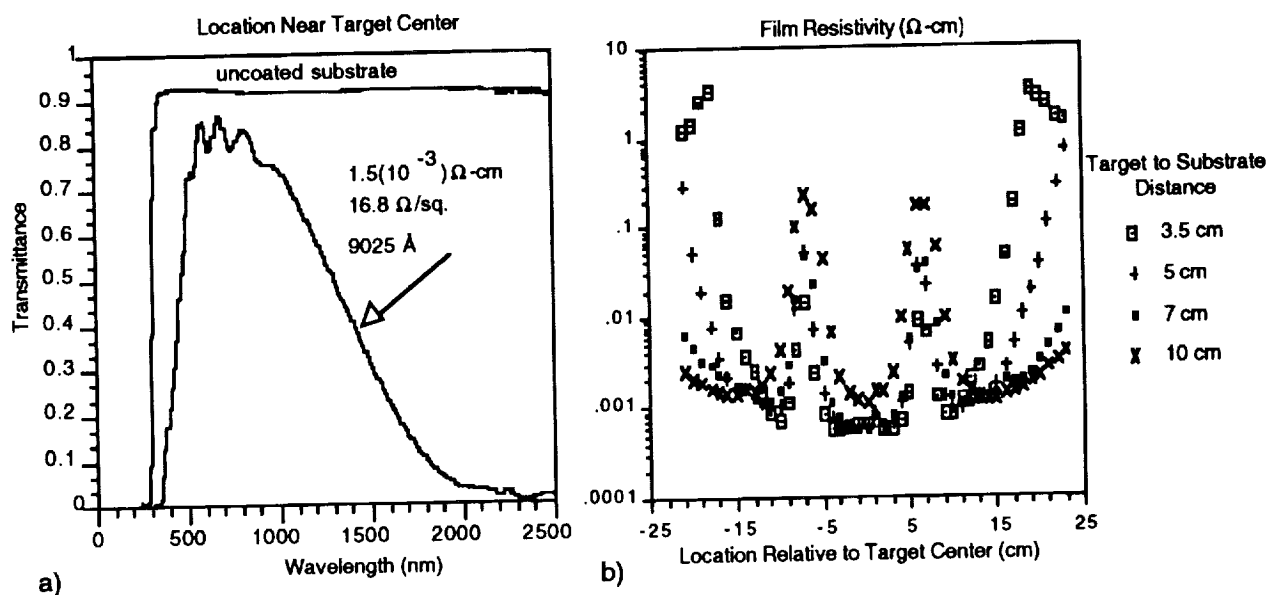 Location Near Target Center
1
0.9
0.8
0.7
0.6
0.5
0.4
0.3
0.2
0.1
0
Transmittance
uncoated substrate
1.5(10 -3) Ω-cm
16.8 Ω/sq.
9025 Å
0 500 1000 1500 2000 2500
Wavelength (nm)
a)
Film Resistivity (Ω-cm)
10
1
.1
.01
.001
.0001
-25 -15 -5 5 15 25
Location Relative to Target Center (cm)
b)
Target to Substrate
Distance
3.5 cm
5 cm
7 cm
10 cm